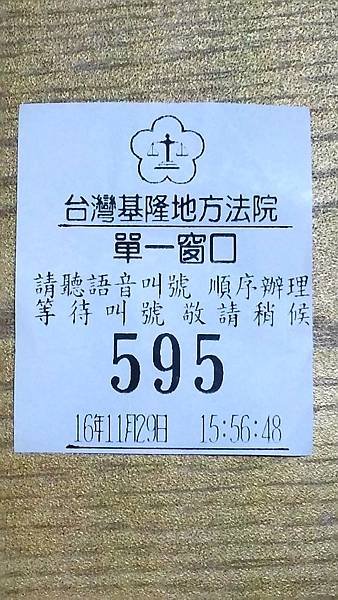 台灣基隆地方法院
單一窗口
請聽語音叫號 順序辦理
等待叫號 敬請稍候
595
16年11月29日 15:56:48